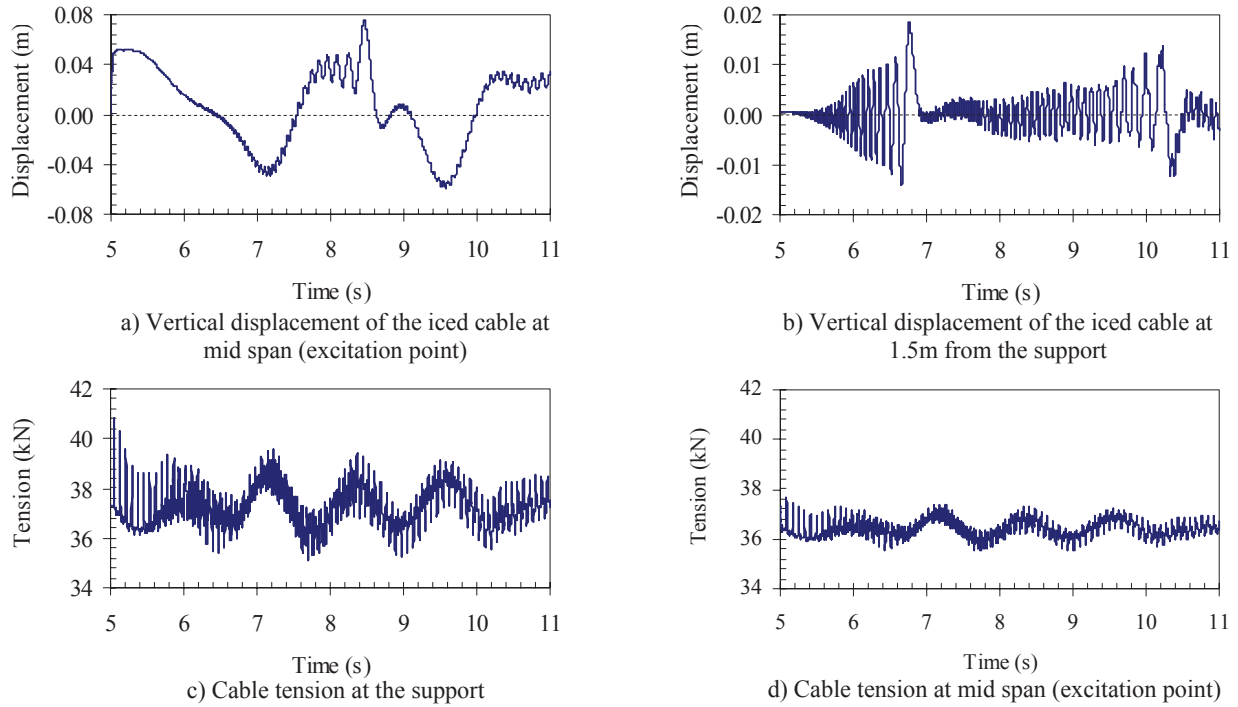 0.08
0.04
0.00
-0.04
-0.08
Displacement (m)
5 6 7 8 9 10 11
Time (s)
a) Vertical displacement of the iced cable at
mid span (excitation point)
0.02
0.01
0.00
-0.01
-0.02
Displacement (m)
5 6 7 8 9 10 11
Time (s)
b) Vertical displacement of the iced cable at
1.5m from the support
42
40
38
36
34
Tension (kN)
5 6 7 8 9 10 11
Time (s)
c) Cable tension at the support
42
40
38
36
34
Tension (kN)
5 6 7 8 9 10 11
Time (s)
d) Cable tension at mid span (excitation point)